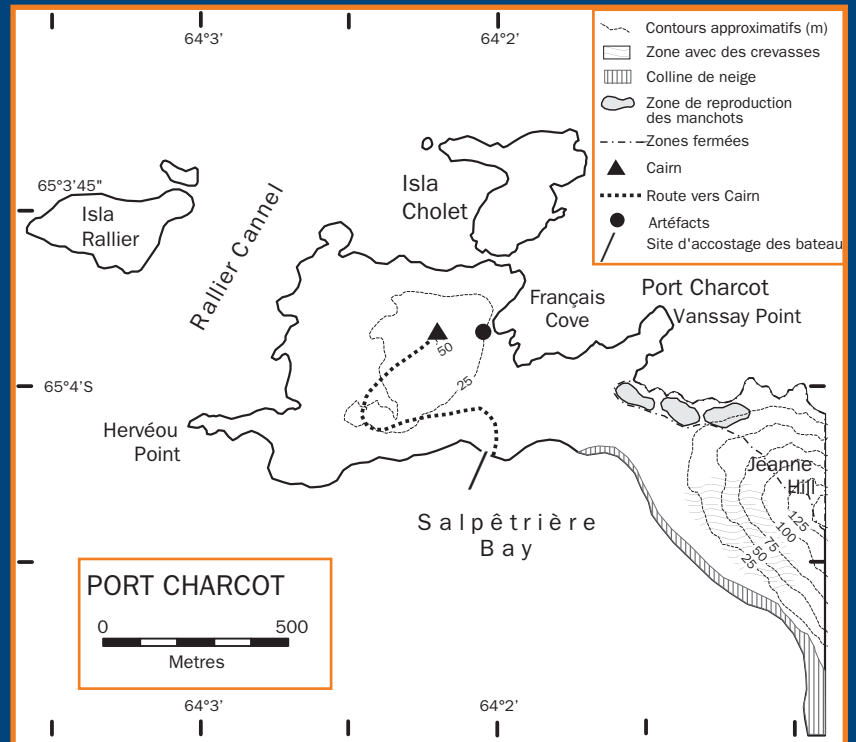 64°3’
64°2’
Contours approximatifs (m)
Zone avec des crevasses
Colline de neige
Zone de reproduction
des manchots
Zones fermées
Cairn
Route vers Cairn
Artéfacts
Site d'accostage des bateau
65°3’45"
Isla
Rallier
Rallier Cannel
Isla
Cholet
Français
Cove
Port Charcot
Vanssay Point
50
25
65°4’S
Hervéou
Point
Jeanne
Hill
125
100
75
50
25
Salpêtrière
Bay
PORT CHARCOT
0
500
Metres
64°3’
64°2’